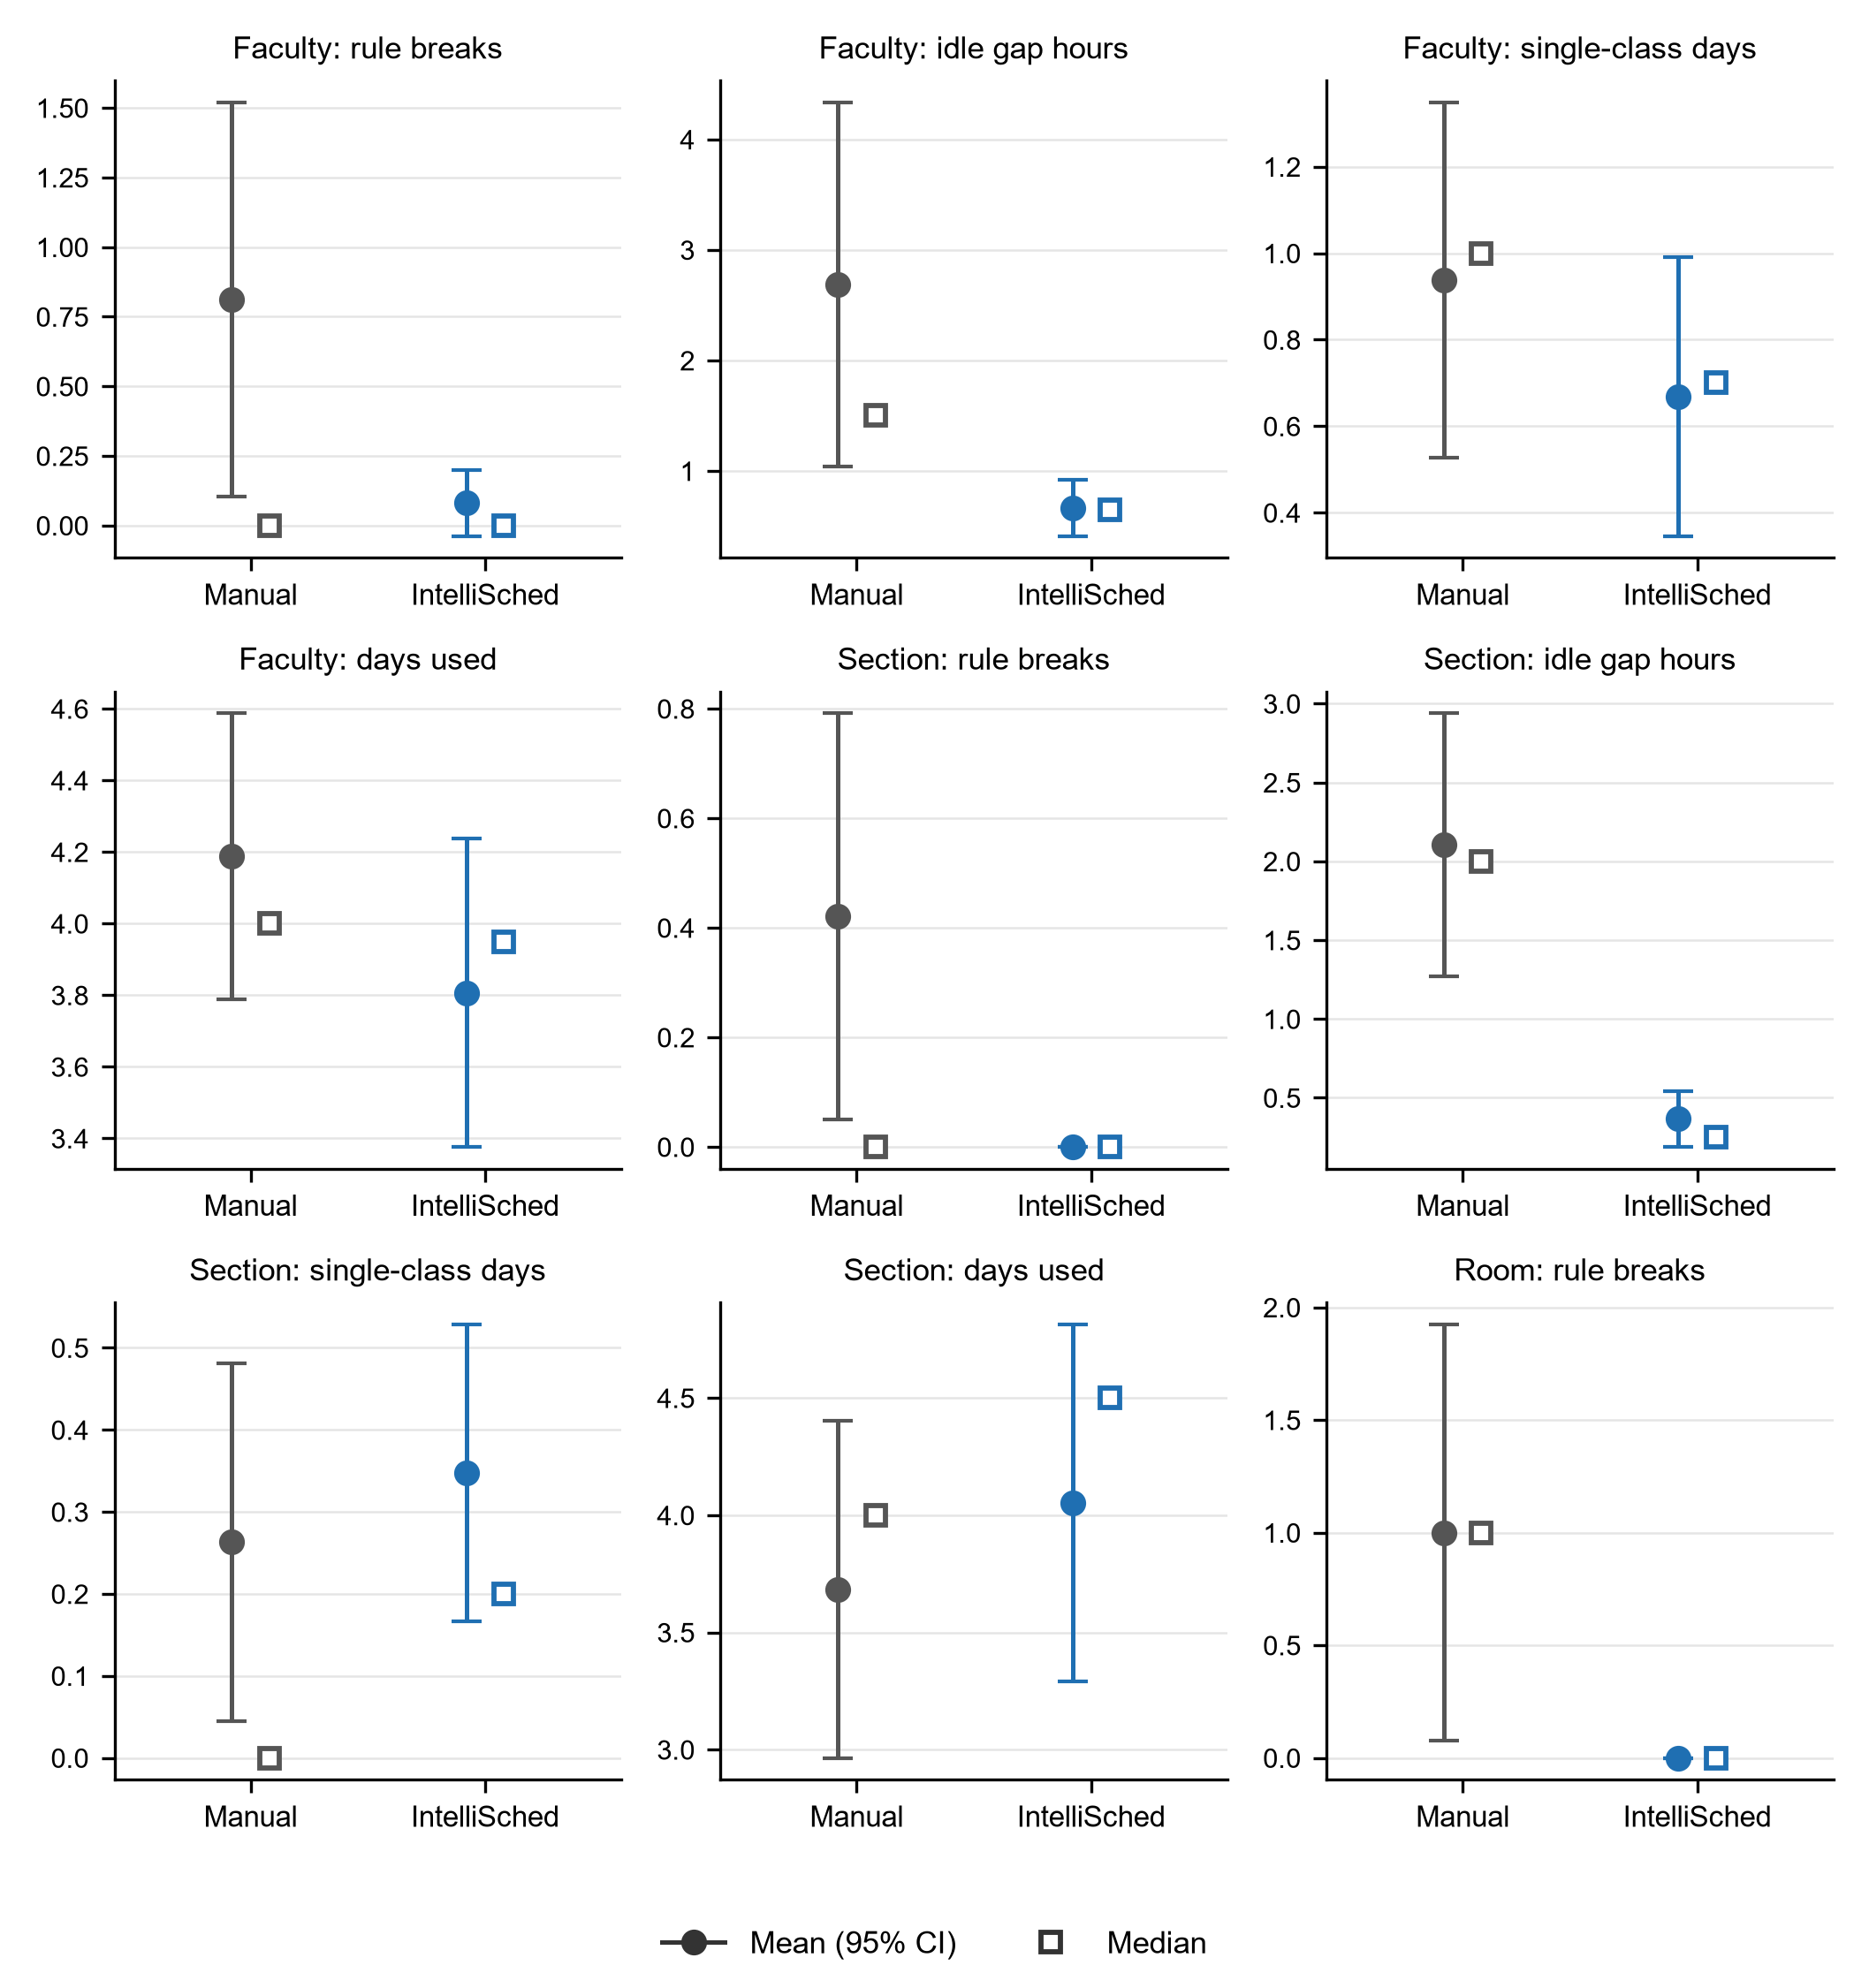 Faculty: rule breaks
1.50
1.25
1.00
0.75
0.50
0.25
0.00
Manual
IntelliSched
Faculty: idle gap hours
4
3
2
1
Manual
IntelliSched
Faculty: single-class days
1.2
1.0
0.8
0.6
0.4
Manual
IntelliSched
Faculty: days used
4.6
4.4
4.2
4.0
3.8
3.6
3.4
Manual
IntelliSched
Section: rule breaks
0.8
0.6
0.4
0.2
0.0
Manual
IntelliSched
Section: idle gap hours
3.0
2.5
2.0
1.5
1.0
0.5
Manual
IntelliSched
Section: single-class days
0.5
0.4
0.3
0.2
0.1
0.0
Manual
IntelliSched
Section: days used
4.5
4.0
3.5
3.0
Manual
IntelliSched
Room: rule breaks
2.0
1.5
1.0
0.5
0.0
Manual
IntelliSched
Mean (95% CI)
Median